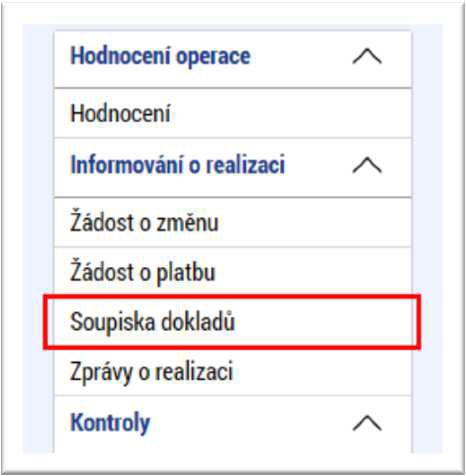 Hodnocení operace
Hodnocení
Informování o realizaci
Žádost o změnu
Žádost o platbu
Soupiska dokladů
Zprávy o realizaci
Kontroly